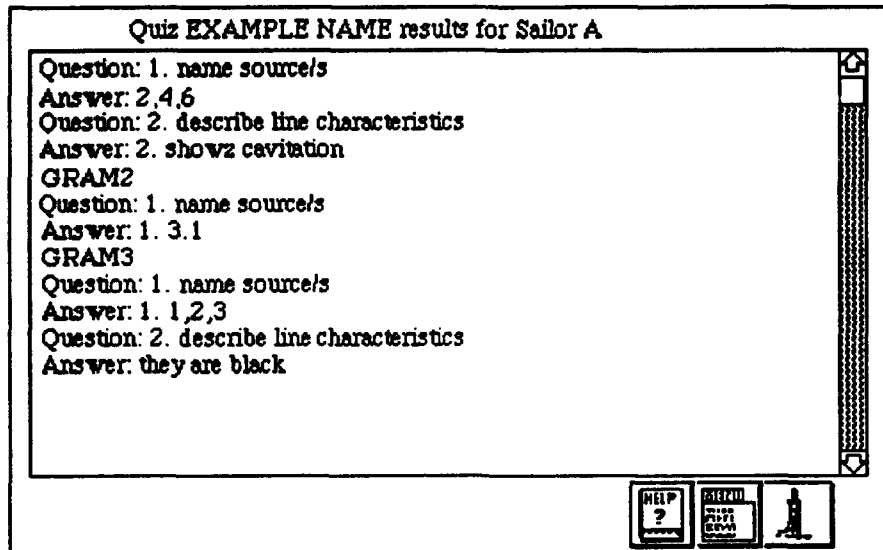 Quiz EXAMPLE NAME results for Sailor A
Question: 1. name source/s
Answer: 2,4,6
Question: 2. describe line characteristics
Answer: 2. showz cavitation
GRAM2
Question: 1. name source/s
Answer: 1. 3.1
GRAM3
Question: 1. name source/s
Answer: 1. 1,2,3
Question: 2. describe line characteristics
Answer: they are black
HELP
?
MENU